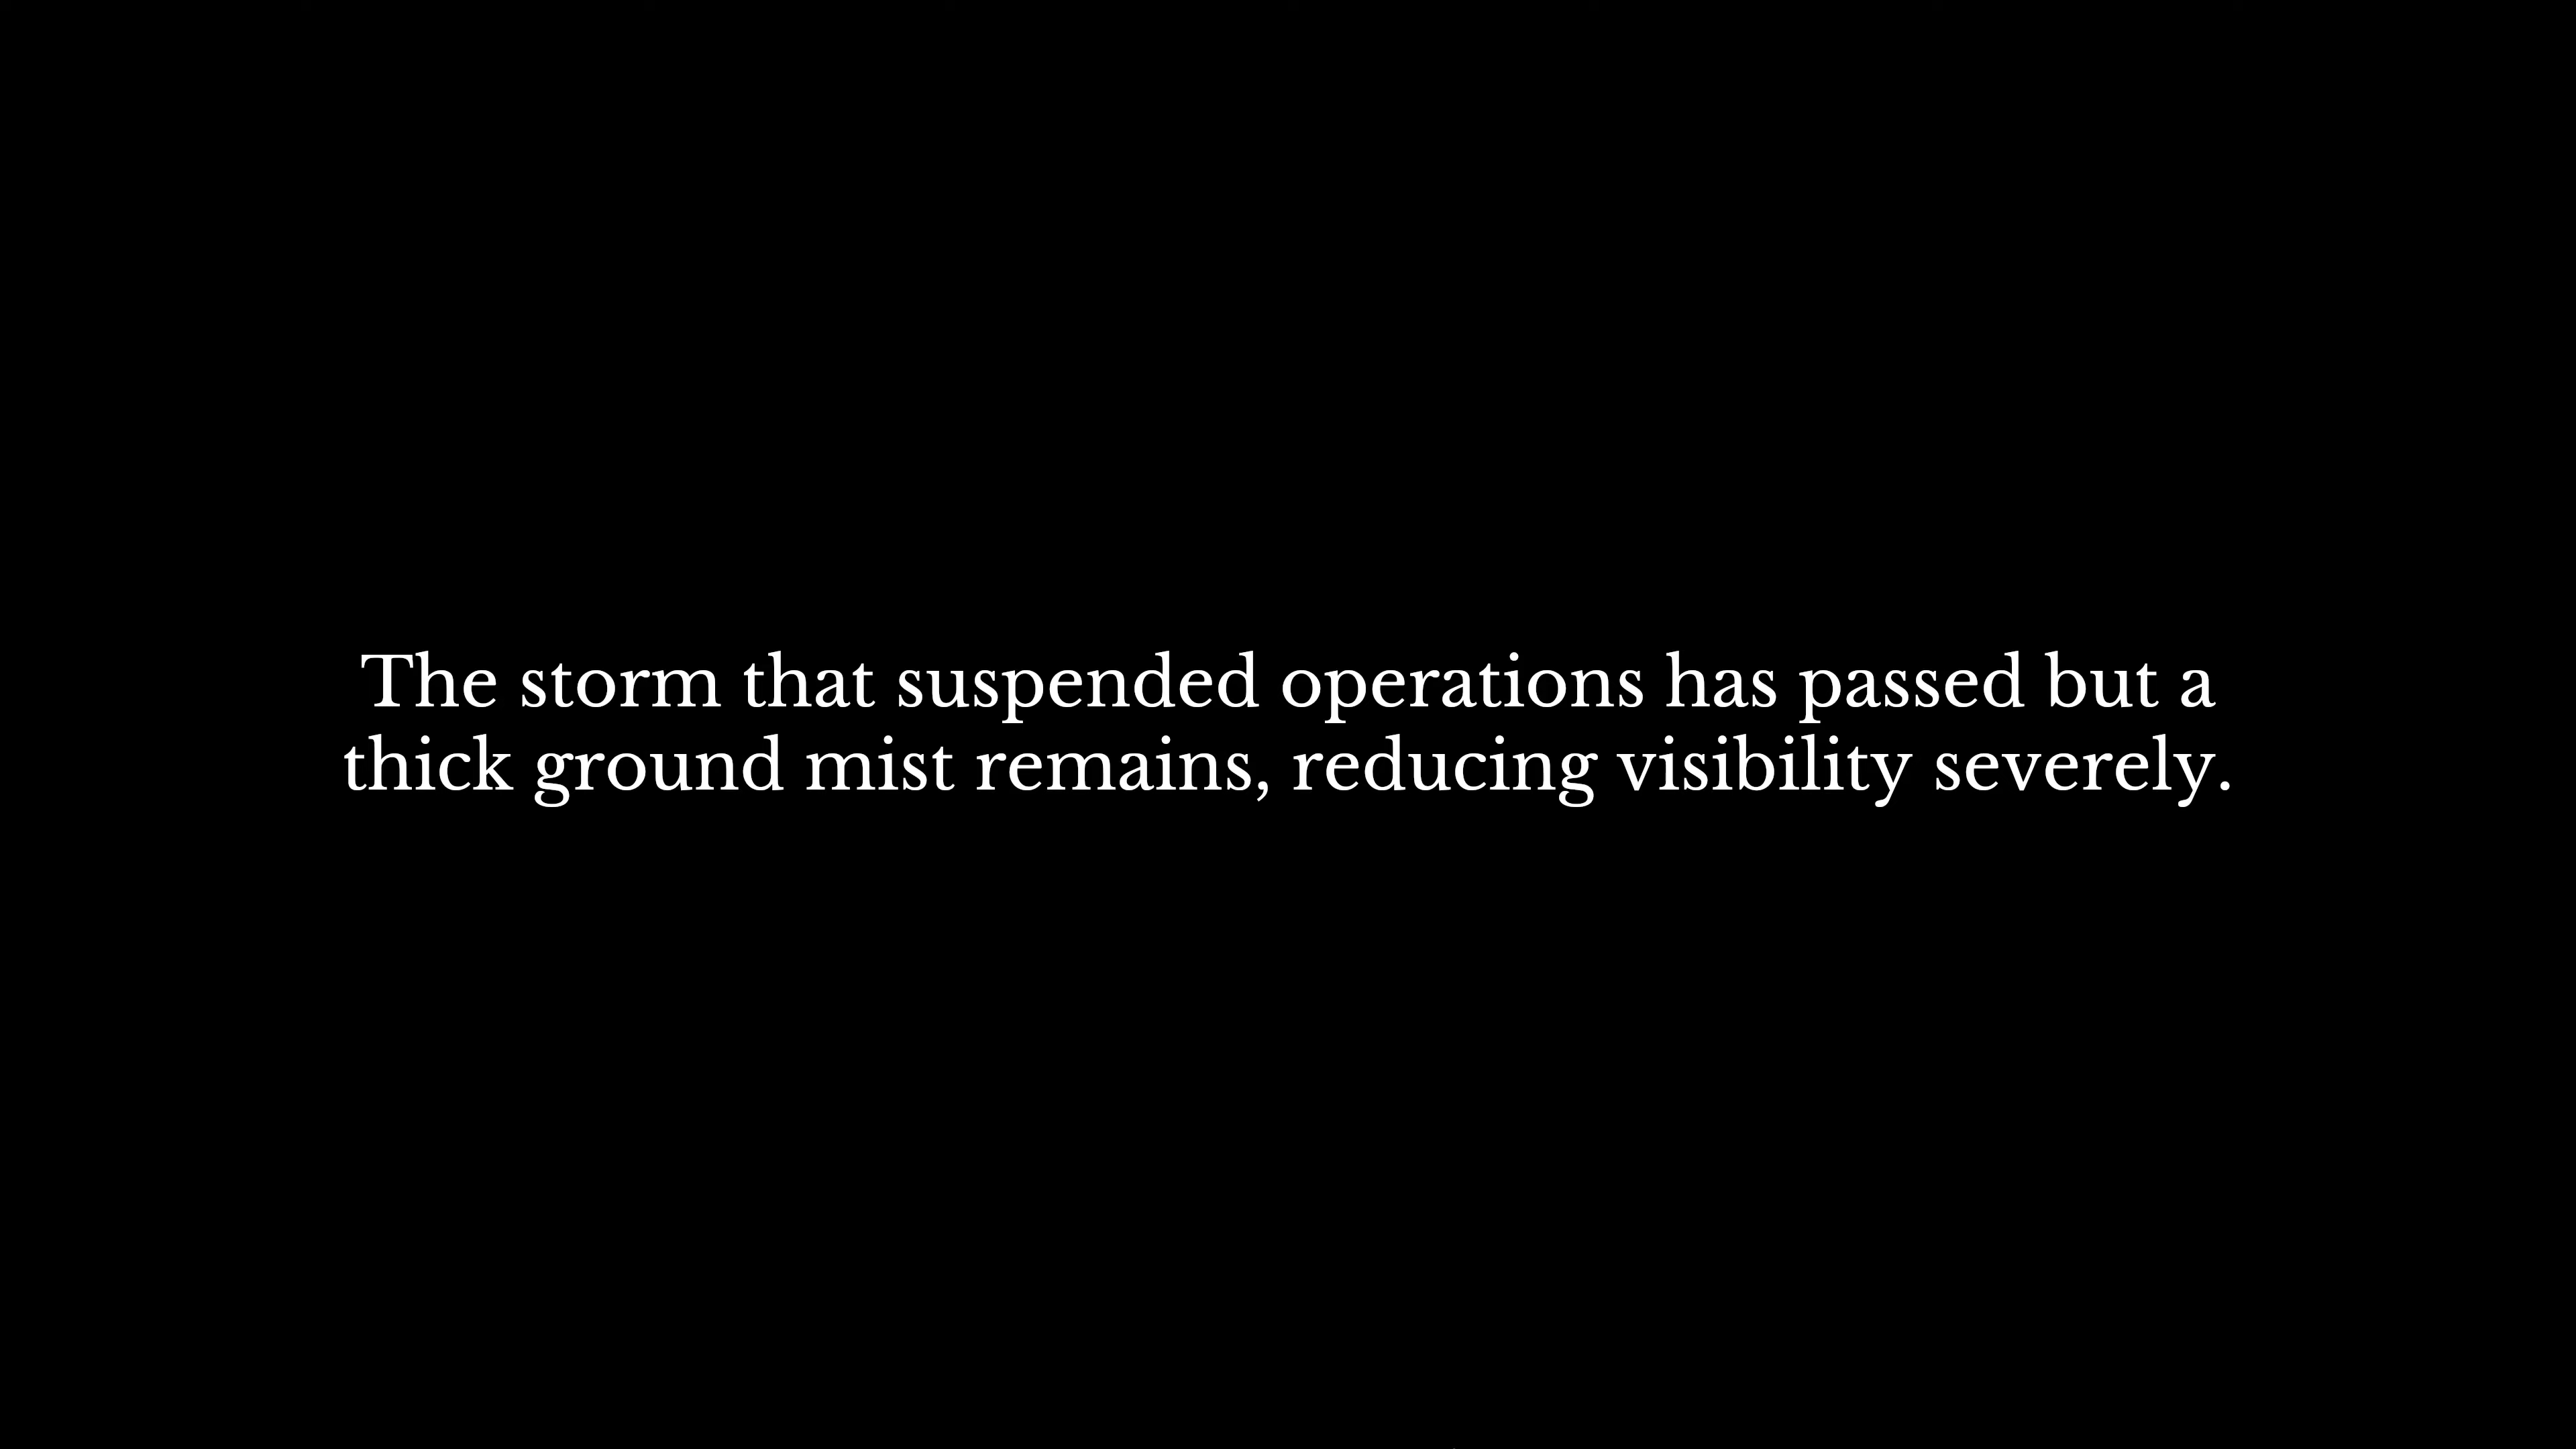 The storm that suspended operations has passed but a
thick ground mist remains, reducing visibility severely.